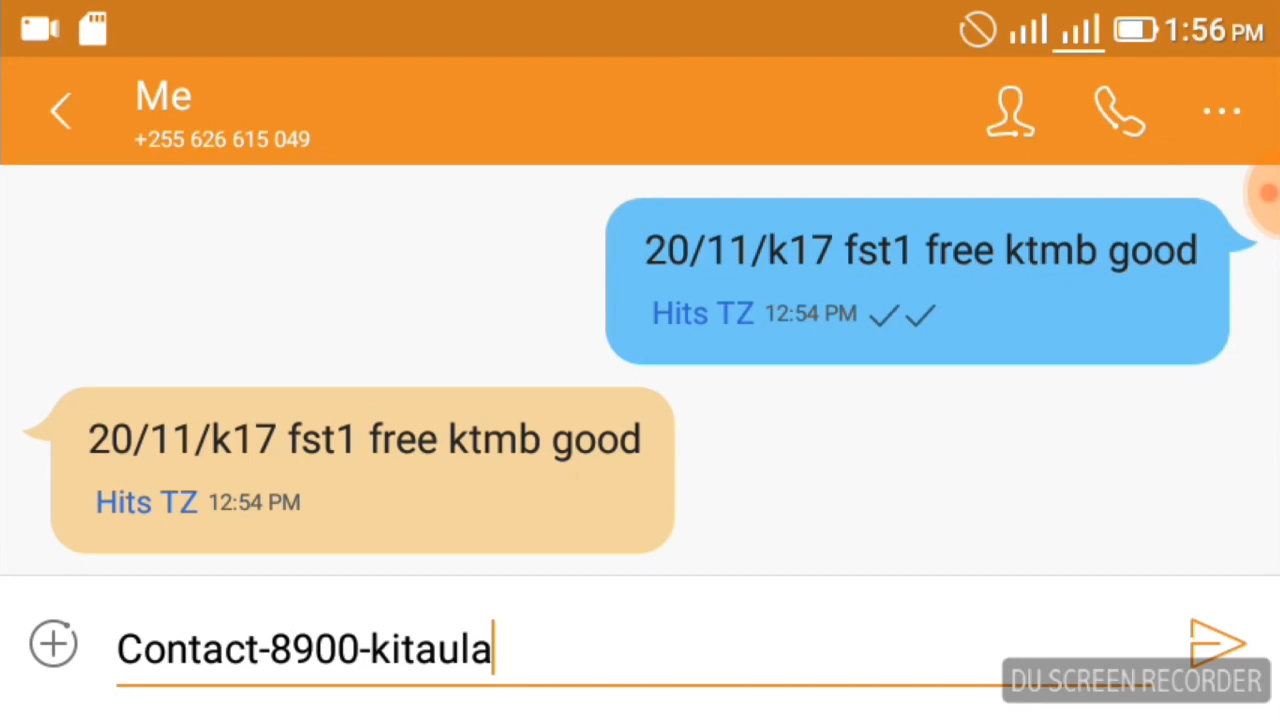 1:56 PM
Me
+255 626 615 049
20/11/k17 fst1 free ktmb good
Hits TZ 12:54 PM
20/11/k17 fst1 free ktmb good
Hits TZ 12:54 PM
Contact-8900-kitaula
DU SCREEN RECORDER